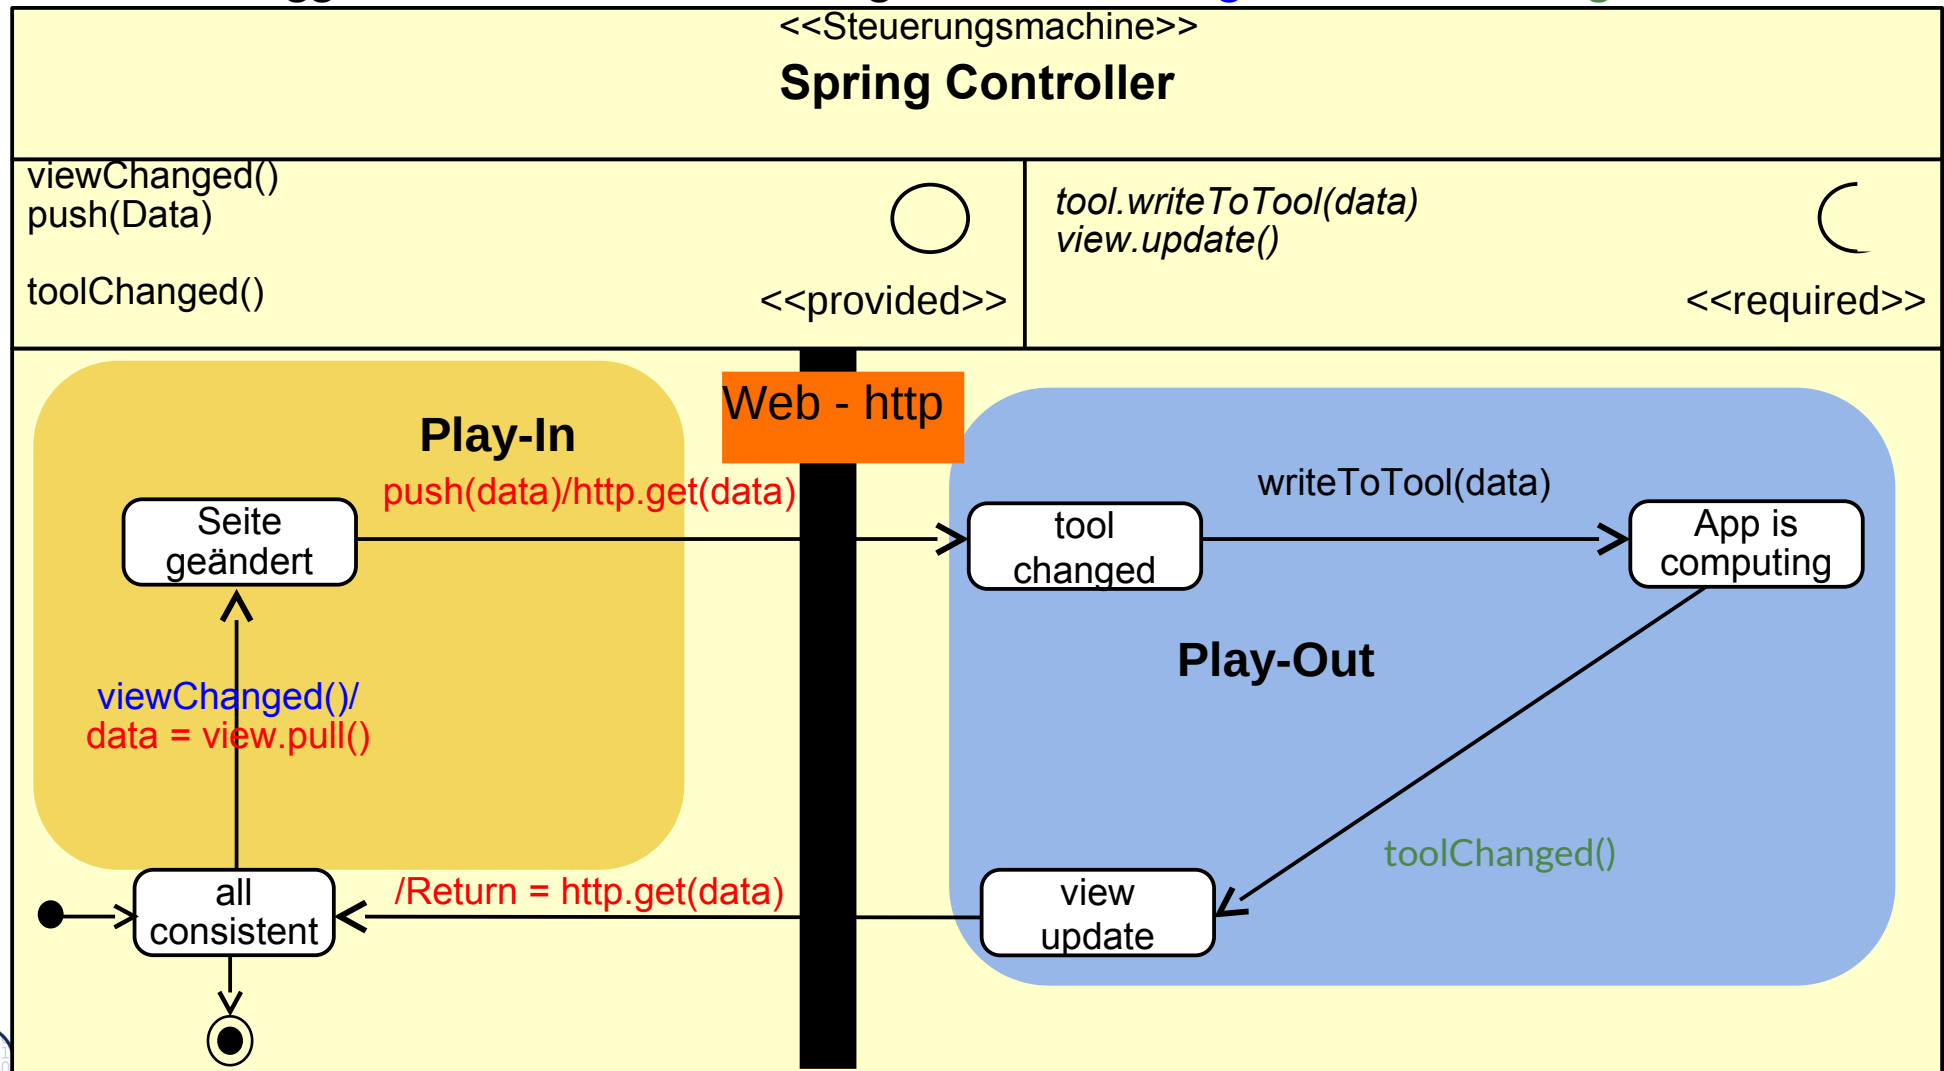 <<Steuerungsmachine>>
Spring Controller
viewChanged()
push(Data)
toolChanged()
<<provided>>
tool.writeToTool(data)
view.update()
<<required>>
Web - http
Play-In
push(data)/http.get(data)
writeToTool(data)
Seite
geändert
tool
changed
App is
computing
Play-Out
viewChanged()/
data = view.pull()
toolChanged()
all
consistent
/Return = http.get(data)
view
update